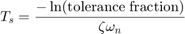 T_s = \frac{-\ln(\text{tolerance fraction})}{\zeta\omega_n}